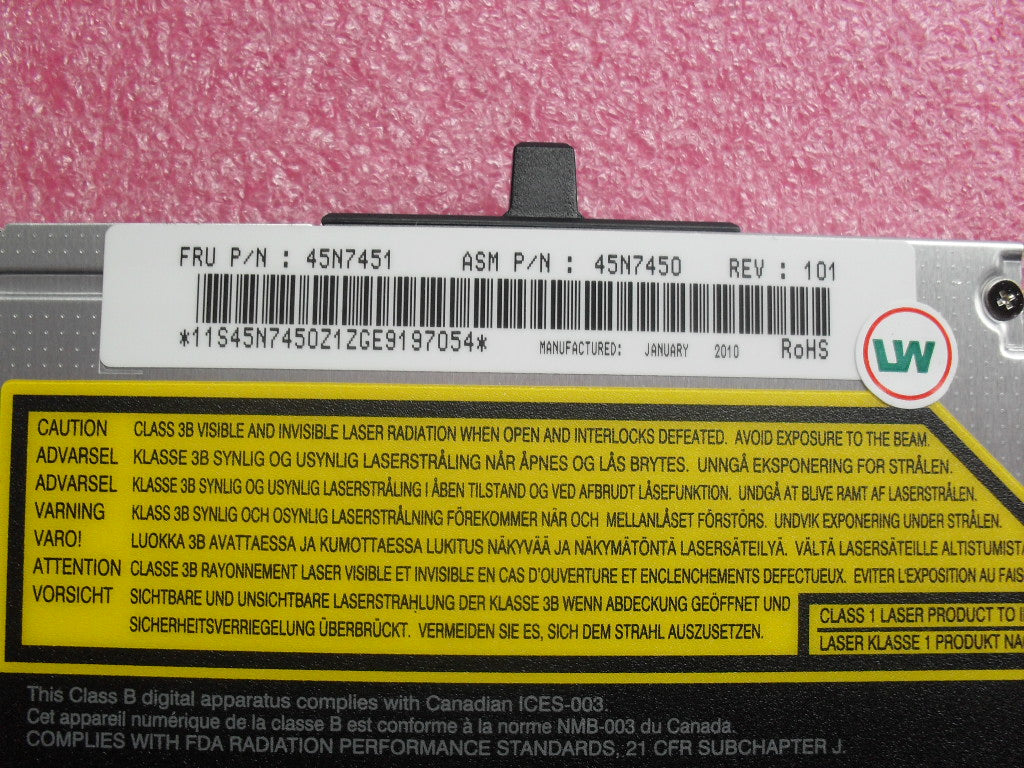 FRU P/N : 45N7451 ASM P/N : 45N7450 REV : 101
*11S45N7450Z1ZGE9197054*
MANUFACTURED: JANUARY 2010 RoHS
LW
CAUTION CLASS 3B VISIBLE AND INVISIBLE LASER RADIATION WHEN OPEN AND INTERLOCKS DEFEATED. AVOID EXPOSURE TO THE BEAM.
ADVARSEL KLASSE 3B SYNLIG OG USYNLIG LASERSTRÅLING NÅR ÅPNES OG LÅS BRYTES. UNNGÅ EKSPONERING FOR STRÅLEN.
ADVARSEL KLASSE 3B SYNLIG OG USYNLIG LASERSTRÅLING I ÅBEN TILSTAND OG VED AFBRUDT LÅSEFUNKTION. UNDGÅ AT BLIVE RAMT AF LASERSTRÅLEN.
VARNING KLASS 3B SYNLIG OCH OSYNLIG LASERSTRÅLNING FÖREKOMMER NÄR OCH MELLANLÅSET FÖRSTÖRS. UNDVIK EXPONERING UNDER STRÅLEN.
VARO! LUOKKA 3B AVATTAESSA JA KUMOTTAESSA LUKITUS NÄKYVÄÄ JA NÄKYMÄTÖNTÄ LASERSÄTEILYÄ. VÄLTÄ LASERSÄTEILLE ALTISTUMISTA
ATTENTION CLASSE 3B RAYONNEMENT LASER VISIBLE ET INVISIBLE EN CAS D'OUVERTURE ET ENCLENCHEMENTS DEFECTUEUX. EVITER L'EXPOSITION AU FAIS
VORSICHT SICHTBARE UND UNSICHTBARE LASERSTRAHLUNG DER KLASSE 3B WENN ABDECKUNG GEÖFFNET UND
SICHERHEITSVERRIEGELUNG ÜBERBRÜCKT. VERMEIDEN SIE ES, SICH DEM STRAHL AUSZUSETZEN.
CLASS 1 LASER PRODUCT TO
LASER KLASSE 1 PRODUKT NA
This Class B digital apparatus complies with Canadian ICES-003.
Cet appareil numérique de la classe B est conforme à la norme NMB-003 du Canada.
COMPLIES WITH FDA RADIATION PERFORMANCE STANDARDS, 21 CFR SUBCHAPTER J.